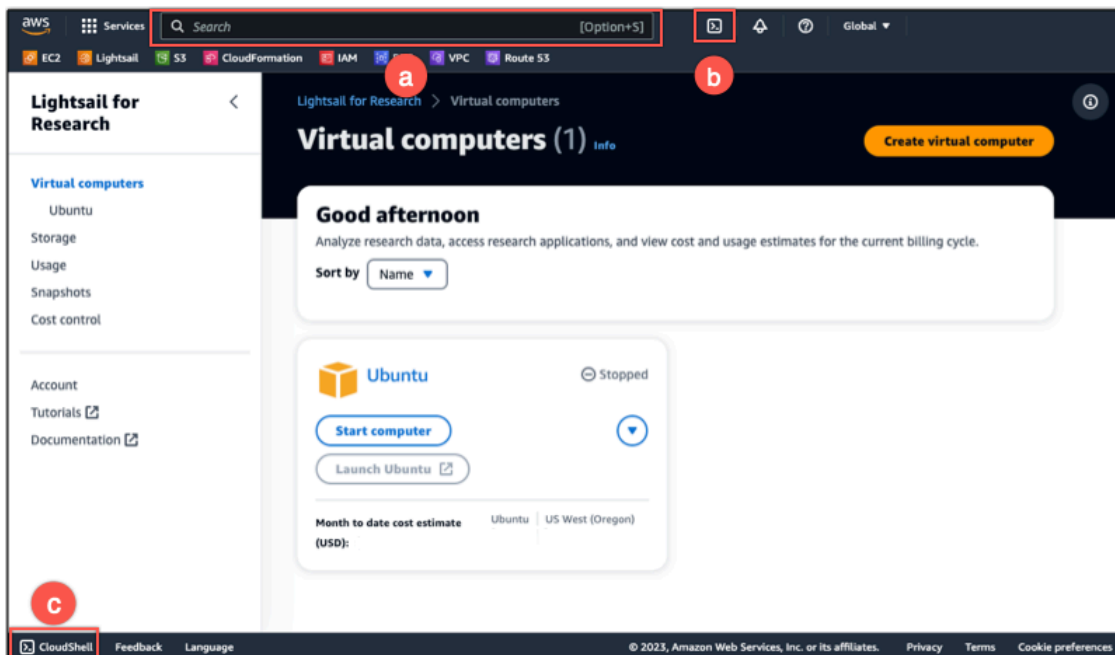 aws Services Search [Option+S] Global
EC2 Lightsail S3 CloudFormation IAM VPC Route 53
a
b
Lightsail for
Research
Virtual computers
Ubuntu
Storage
Usage
Snapshots
Cost control
Account
Tutorials
Documentation
Lightsail for Research > Virtual computers
Virtual computers (1) Info
Create virtual computer
Good afternoon
Analyze research data, access research applications, and view cost and usage estimates for the current billing cycle.
Sort by Name
Ubuntu Stopped
Start computer
Launch Ubuntu
Month to date cost estimate
(USD):
Ubuntu US West (Oregon)
c
CloudShell Feedback Language © 2023, Amazon Web Services, Inc. or its affiliates. Privacy Terms Cookie preferences